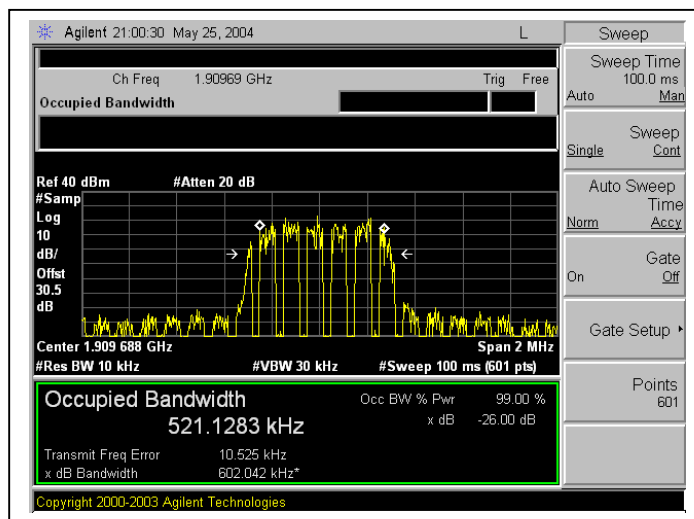 Agilent 21:00:30 May 25, 2004 L
Sweep
Sweep Time
100.0 ms
Auto Man
Ch Freq 1.90969 GHz Trig Free
Occupied Bandwidth
Sweep
Single Cont
Ref 40 dBm #Atten 20 dB
#Samp
Log
10
dB/
Offst
30.5
dB
Auto Sweep
Time
Norm Accy
Gate
On Off
Center 1.909 688 GHz Span 2 MHz
#Res BW 10 kHz #VBW 30 kHz #Sweep 100 ms (601 pts)
Gate Setup
Occupied Bandwidth Occ BW % Pwr 99.00 %
521.1283 kHz x dB -26.00 dB
Transmit Freq Error 10.525 kHz
x dB Bandwidth 602.042 kHz*
Points
601
Copyright 2000-2003 Agilent Technologies